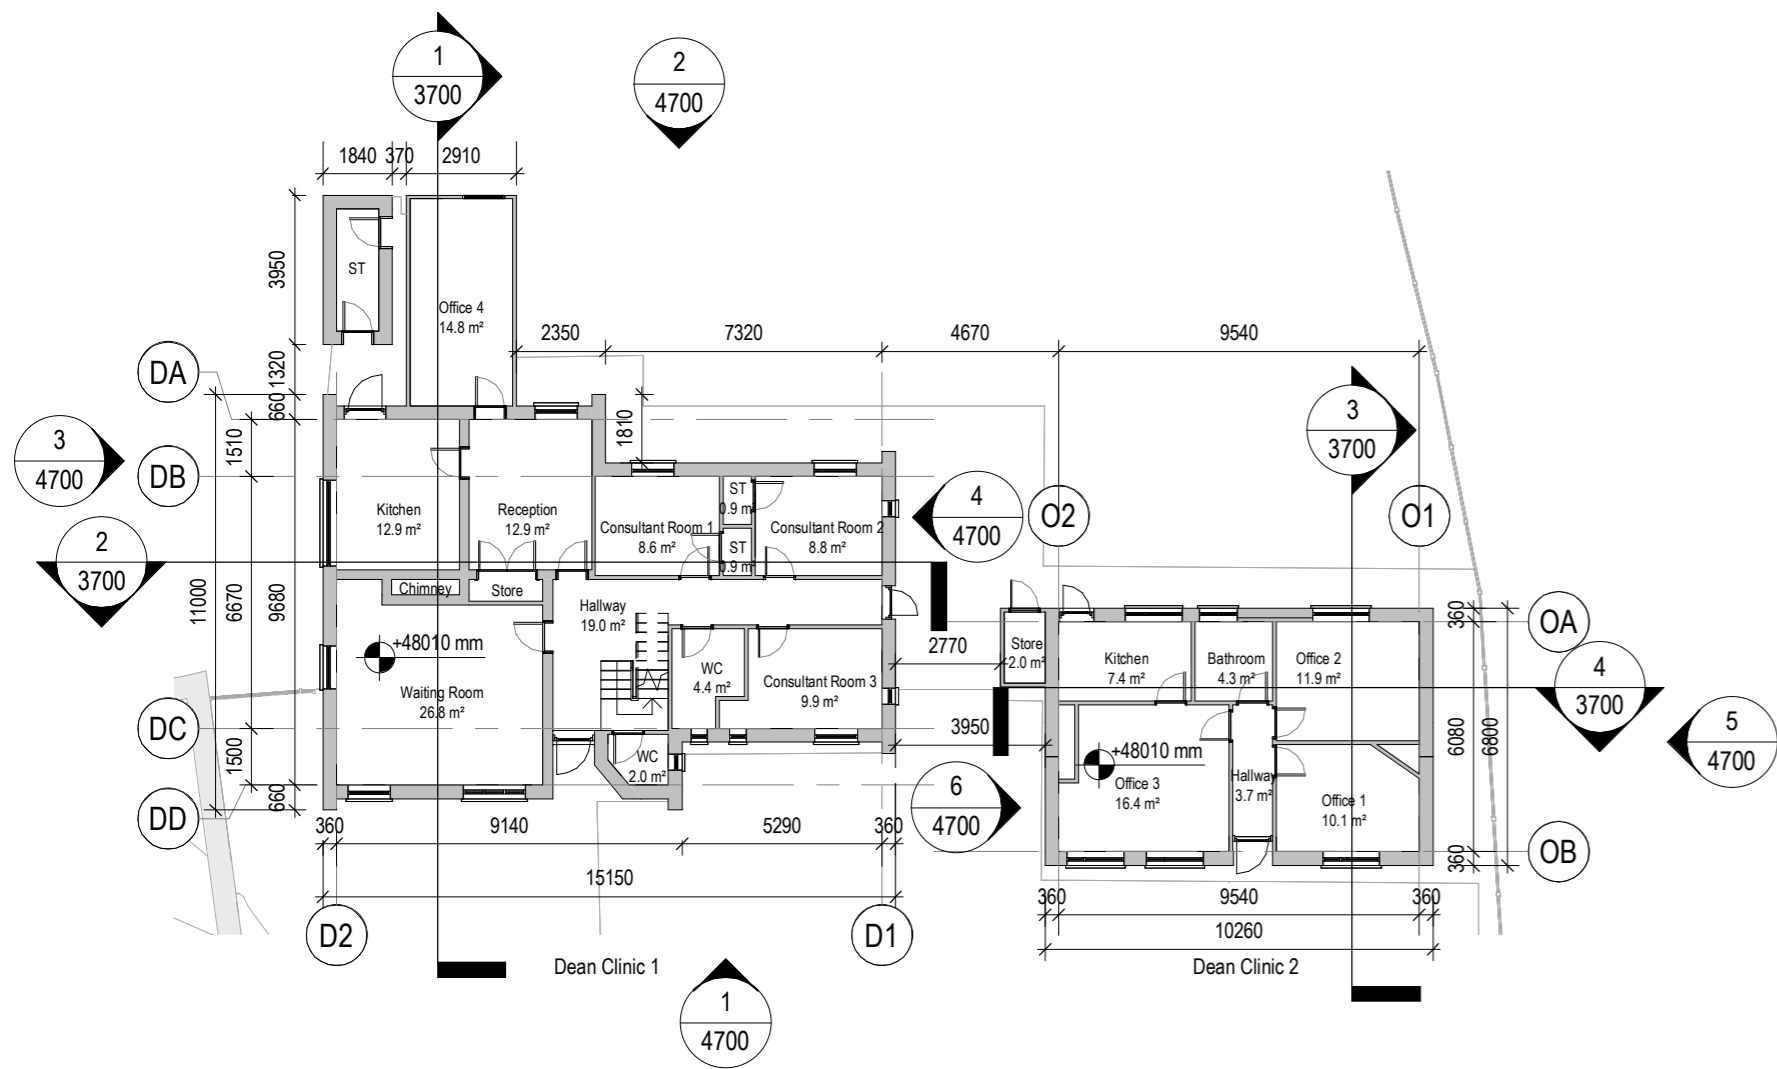 1
3700
2
4700
1840 370 2910
3950
ST
Office 4
14.8 m²
2350 7320 4670 9540
DA
1320
660
1810
3
3700
3
4700
1510
DB
Kitchen
12.9 m²
Reception
12.9 m²
ST
0.9 m²
Consultant Room 1
8.6 m²
ST
0.9 m²
Consultant Room 2
8.8 m²
4
4700
O2
O1
2
3700
11000
6670
9680
Chimney
Store
Hallway
19.0 m²
+48010 mm
Waiting Room
26.8 m²
WC
4.4 m²
Consultant Room 3
9.9 m²
2770
Store
2.0 m²
Kitchen
7.4 m²
Bathroom
4.3 m²
Office 2
11.9 m²
360
OA
4
3700
DC
1500
WC
2.0 m²
3950
+48010 mm
Office 3
16.4 m²
Hallway
3.7 m²
Office 1
10.1 m²
6080
6800
5
4700
660
DD
6
4700
360 9140 5290 360
360
OB
15150
360 9540 360
10260
D2
D1
Dean Clinic 1
Dean Clinic 2
1
4700